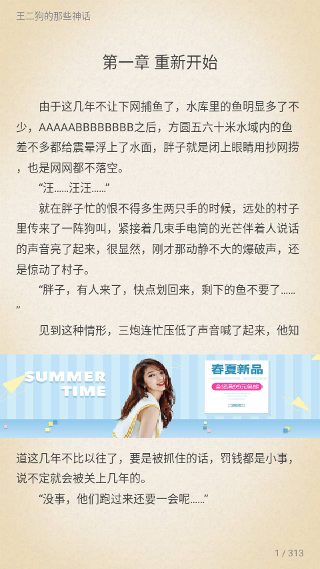 王二狗的那些神话
第一章 重新开始
由于这几年不让下网捕鱼了，水库里的鱼明显多了不
少，AAAAABBBBBBBB之后，方圆五六十米水域内的鱼
差不多都给震晕浮上了水面，胖子就是闭上眼睛用抄网捞
，也是网网都不落空。
“汪……汪汪……”
就在胖子忙的恨不得多生两只手的时候，远处的村子
里传来了一阵狗叫，紧接着几束手电筒的光芒伴着人说话
的声音亮了起来，很显然，刚才那动静不大的爆破声，还
是惊动了村子。
“胖子，有人来了，快点划回来，剩下的鱼不要了……
”
见到这种情形，三炮连忙压低了声音喊了起来，他知
SUMMER
TIME
春夏新品
道这几年不比以往了，要是被抓住的话，罚钱都是小事，
说不定就会被关上几年的。
“没事，他们跑过来还要一会呢……”
1 / 313